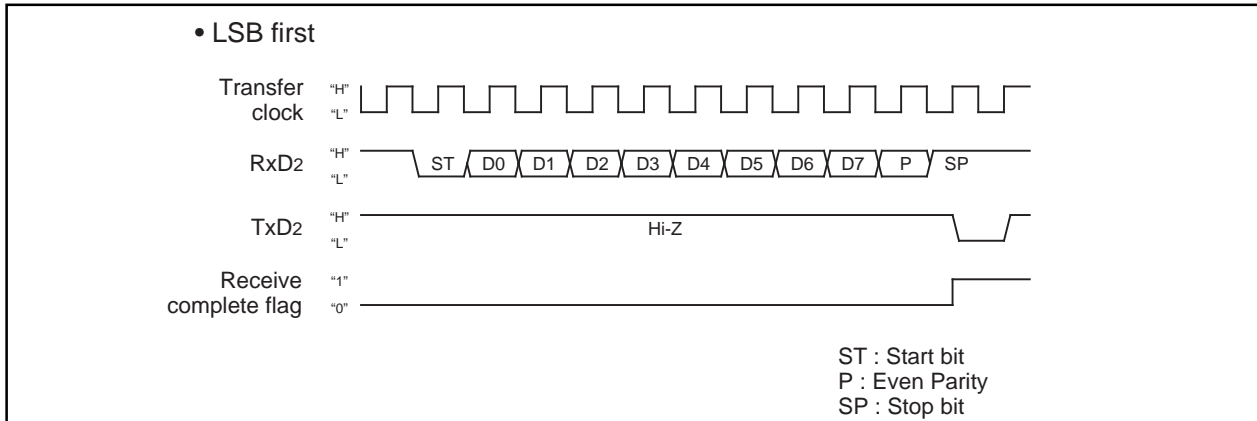 • LSB first
Transfer clock
“H”
“L”
RxD2
“H”
“L”
ST D0 D1 D2 D3 D4 D5 D6 D7 P SP
TxD2
“H”
“L”
Hi-Z
Receive complete flag
“1”
“0”
ST : Start bit
P : Even Parity
SP : Stop bit